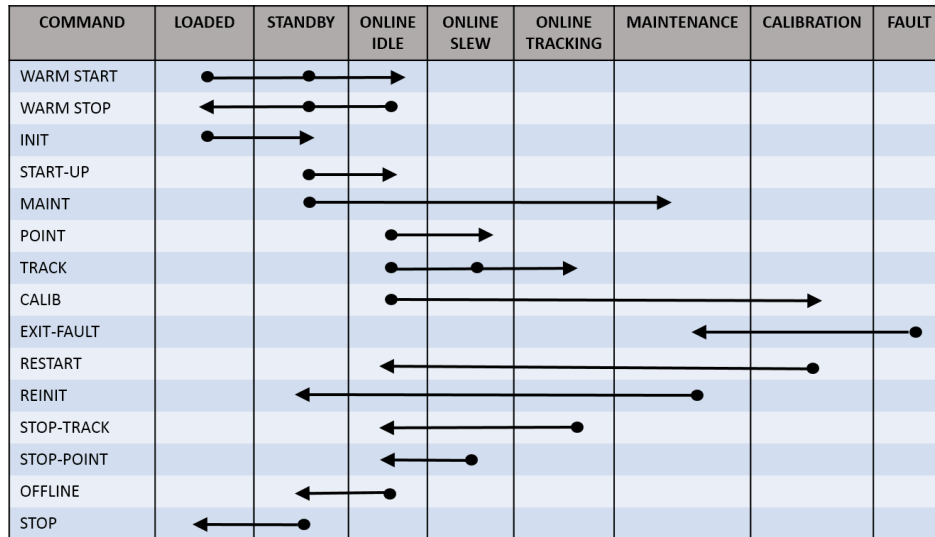 COMMAND LOADED STANDBY ONLINE IDLE ONLINE SLEW ONLINE TRACKING MAINTENANCE CALIBRATION FAULT
WARM START
WARM STOP
INIT
START-UP
MAINT
POINT
TRACK
CALIB
EXIT-FAULT
RESTART
REINIT
STOP-TRACK
STOP-POINT
OFFLINE
STOP